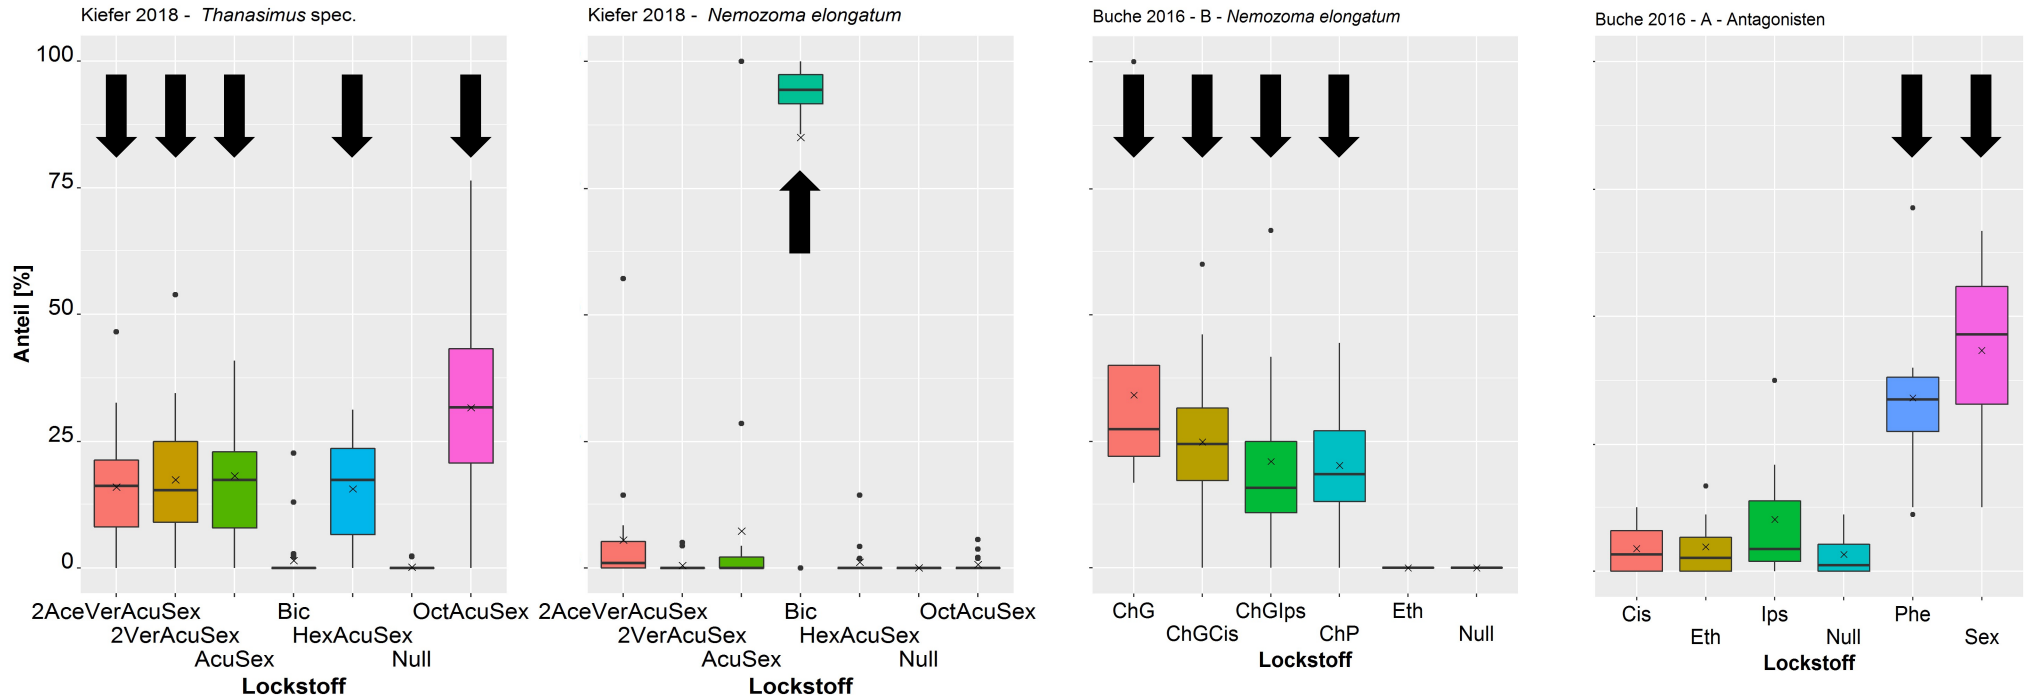 Kiefer 2018 - Thanasimus spec.
Kiefer 2018 - Nemozoma elongatum
Buche 2016 - B - Nemozoma elongatum
Buche 2016 - A - Antagonisten
Anteil [%]
100
75
50
25
0
2AceVerAcuSex
2VerAcuSex
AcuSex
Bic
HexAcuSex
Null
OctAcuSex
Lockstoff
2AceVerAcuSex
2VerAcuSex
AcuSex
Bic
HexAcuSex
Null
OctAcuSex
Lockstoff
ChG
ChGCis
ChGIps
ChP
Eth
Null
Lockstoff
Cis
Eth
Ips
Null
Phe
Sex
Lockstoff